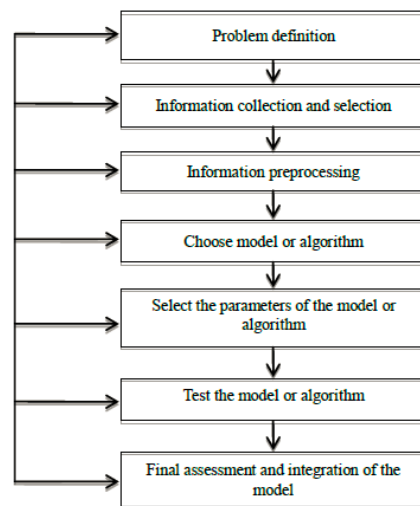 Problem definition
Information collection and selection
Information preprocessing
Choose model or algorithm
Select the parameters of the model or
algorithm
Test the model or algorithm
Final assessment and integration of the
model